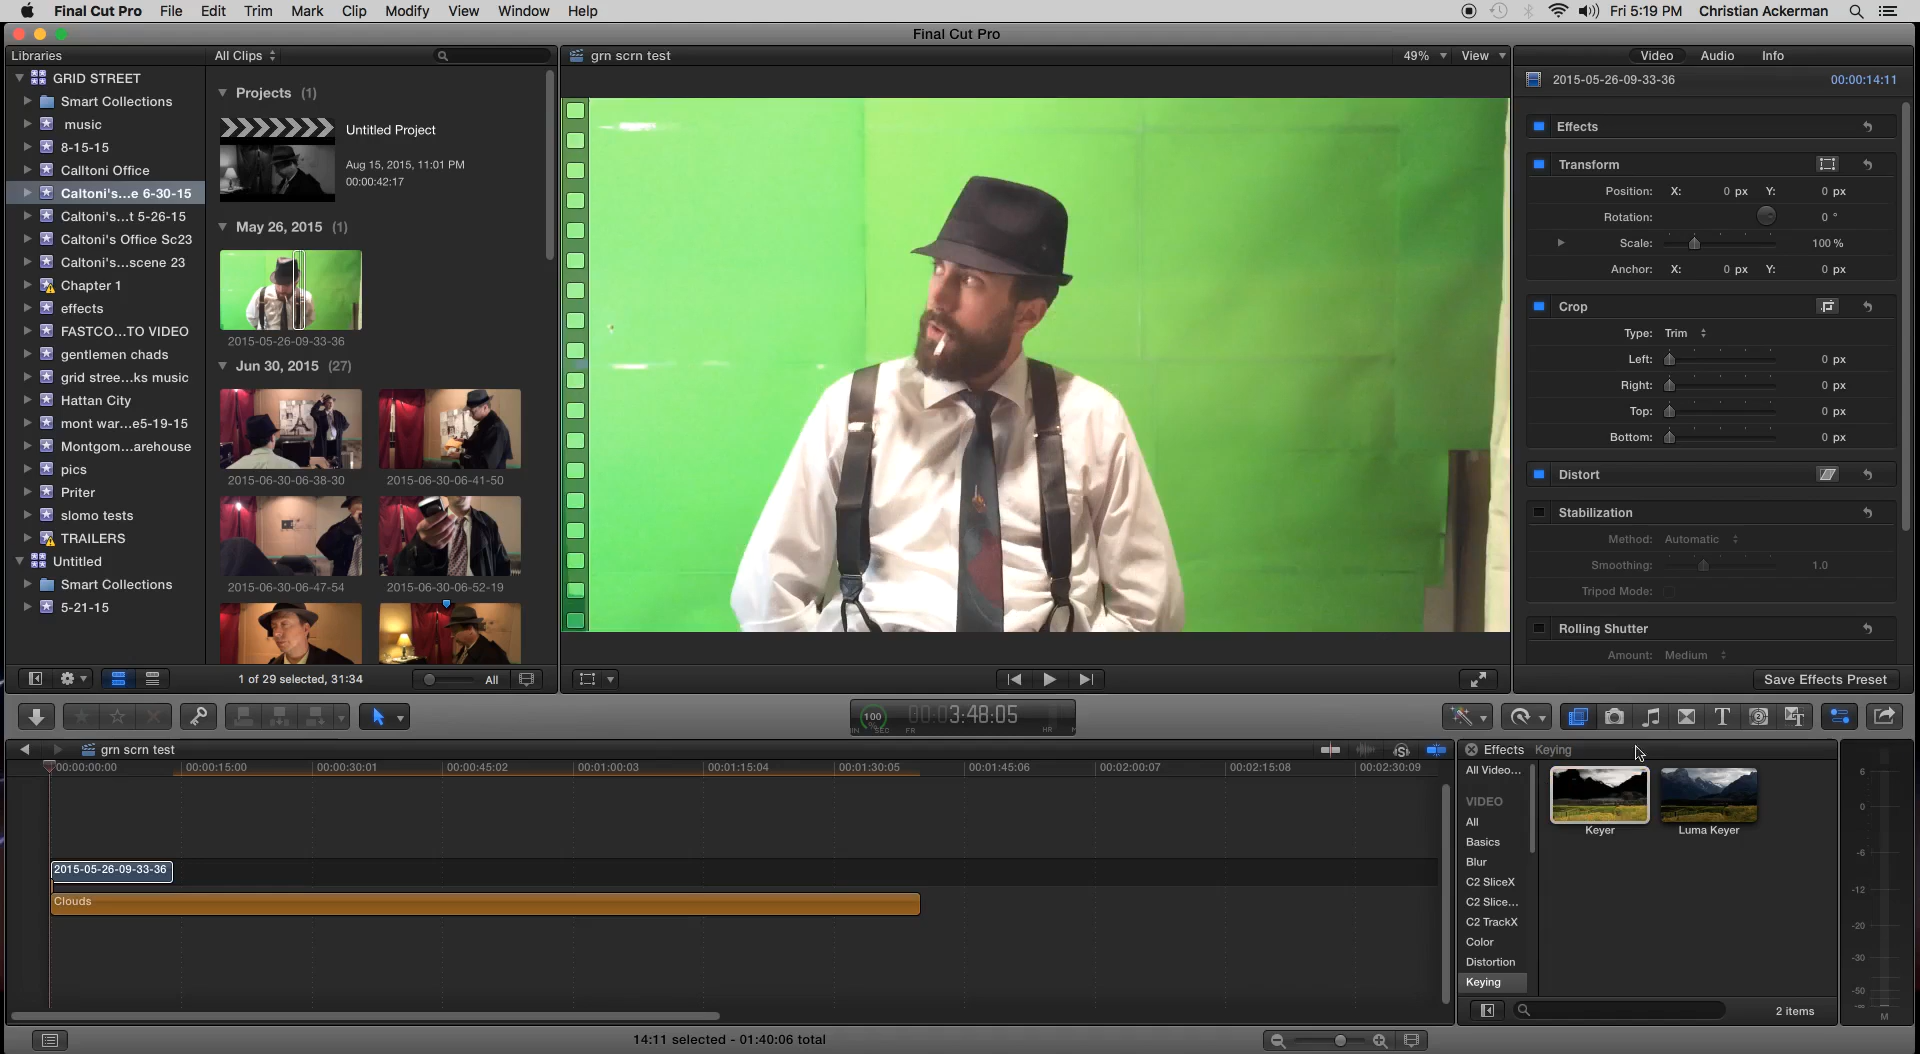 Final Cut Pro File Edit Trim Mark Clip Modify View Window Help
Fri 5:19 PM Christian Ackerman
Final Cut Pro
Libraries
GRID STREET
Smart Collections
music
8-15-15
Calltoni Office
Caltoni's...e 6-30-15
Caltoni's...t 5-26-15
Caltoni's Office Sc23
Caltoni's...scene 23
Chapter 1
effects
FASTCO...TO VIDEO
gentlemen chads
grid stree...ks music
Hattan City
mont war...e5-19-15
Montgom...arehouse
pics
Priter
slomo tests
TRAILERS
Untitled
Smart Collections
5-21-15
All Clips
Projects (1)
Untitled Project
Aug 15, 2015, 11:01 PM
00:00:42:17
May 26, 2015 (1)
2015-05-26-09-33-36
Jun 30, 2015 (27)
2015-06-30-06-38-30 2015-06-30-06-41-50
2015-06-30-06-47-54 2015-06-30-06-52-19
1 of 29 selected, 31:34 All
grn scrn test 49% View
Video Audio Info
2015-05-26-09-33-36 00:00:14:11
Effects
Transform
Position: X: 0 px Y: 0 px
Rotation: 0 °
Scale: 100 %
Anchor: X: 0 px Y: 0 px
Crop
Type: Trim
Left: 0 px
Right: 0 px
Top: 0 px
Bottom: 0 px
Distort
Stabilization
Method: Automatic
Smoothing: 1.0
Tripod Mode:
Rolling Shutter
Amount: Medium
Save Effects Preset
100 00:03:48:05
% SEC FR HR M
grn scrn test
00:00:00:00 00:00:15:00 00:00:30:01 00:00:45:02 00:01:00:03 00:01:15:04 00:01:30:05 00:01:45:06 00:02:00:07 00:02:15:08 00:02:30:09
2015-05-26-09-33-36
Clouds
Effects Keying
All Video...
VIDEO
All
Basics
Blur
C2 SliceX
C2 Slice...
C2 TrackX
Color
Distortion
Keying
Keyer Luma Keyer
2 items
6
0
-6
-12
-20
-30
-50
-∞
M
14:11 selected - 01:40:06 total